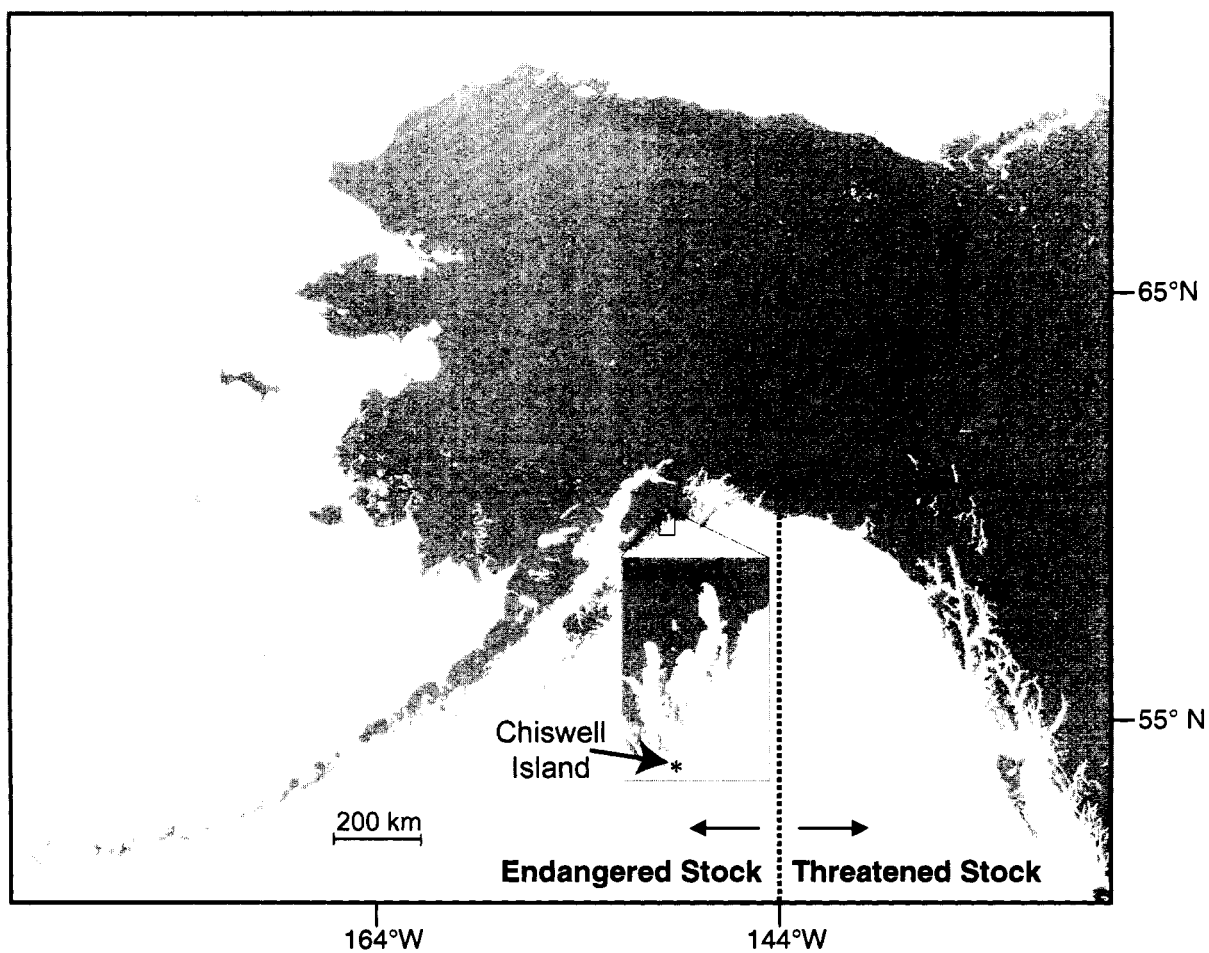 65°N
55° N
Chiswell
Island
*
200 km
Endangered Stock
Threatened Stock
164°W
144°W